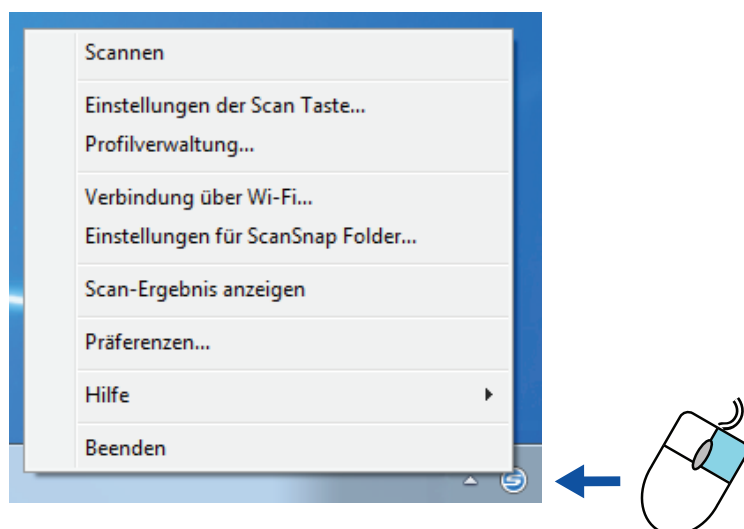 Scannen
Einstellungen der Scan Taste...
Profilverwaltung...
Verbindung über Wi-Fi...
Einstellungen für ScanSnap Folder...
Scan-Ergebnis anzeigen
Präferenzen...
Hilfe
Beenden